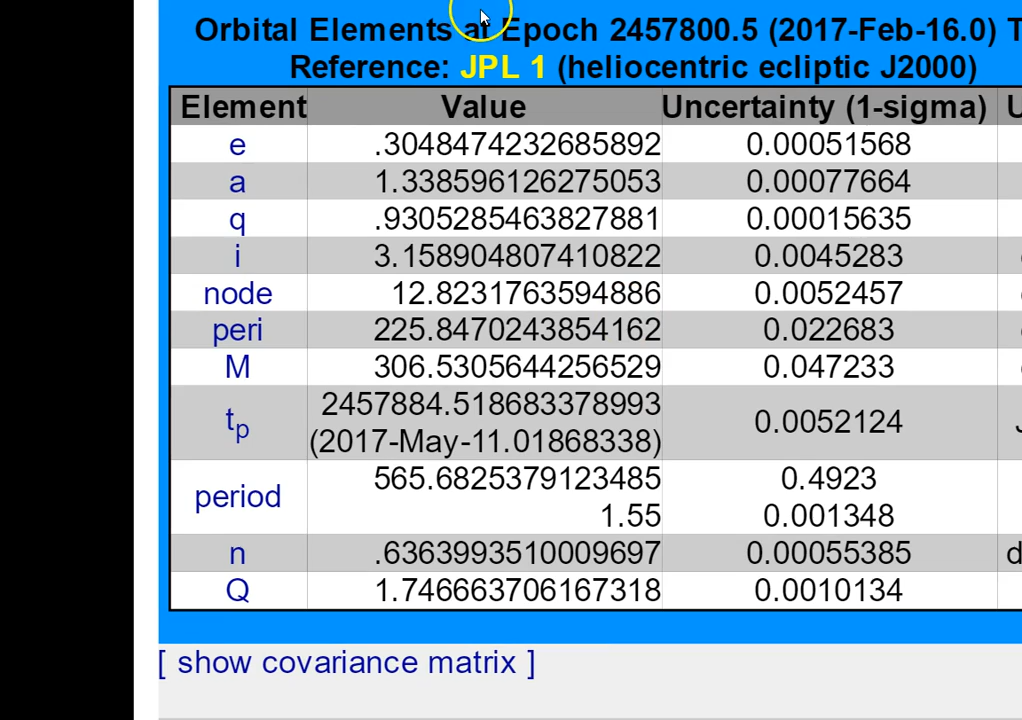 Orbital Elements at Epoch 2457800.5 (2017-Feb-16.0) T
Reference: JPL 1 (heliocentric ecliptic J2000)
Element Value Uncertainty (1-sigma) U
e .3048474232685892 0.00051568
a 1.338596126275053 0.00077664
q .9305285463827881 0.00015635
i 3.158904807410822 0.0045283
node 12.8231763594886 0.0052457
peri 225.8470243854162 0.022683
M 306.5305644256529 0.047233
tp 2457884.518683378993 0.0052124 J
(2017-May-11.01868338)
period 565.6825379123485 0.4923
1.55 0.001348
n .6363993510009697 0.00055385 d
Q 1.746663706167318 0.0010134
[ show covariance matrix ]